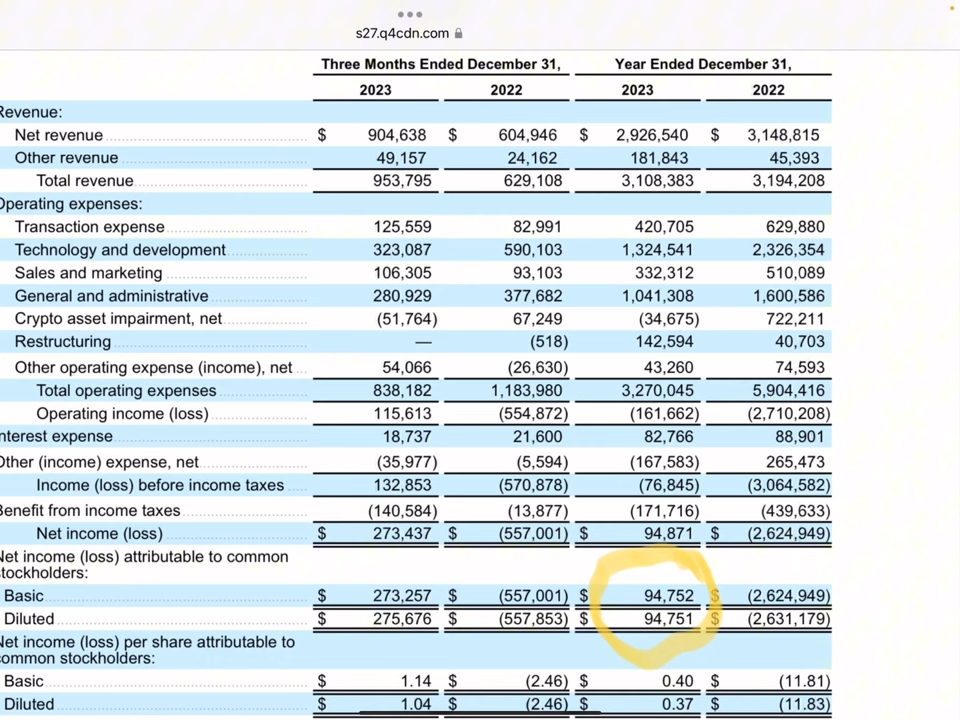 s27.q4cdn.com
Three Months Ended December 31, Year Ended December 31,
2023 2022 2023 2022
Revenue:
Net revenue $ 904,638 $ 604,946 $ 2,926,540 $ 3,148,815
Other revenue 49,157 24,162 181,843 45,393
Total revenue 953,795 629,108 3,108,383 3,194,208
Operating expenses:
Transaction expense 125,559 82,991 420,705 629,880
Technology and development 323,087 590,103 1,324,541 2,326,354
Sales and marketing 106,305 93,103 332,312 510,089
General and administrative 280,929 377,682 1,041,308 1,600,586
Crypto asset impairment, net (51,764) 67,249 (34,675) 722,211
Restructuring — (518) 142,594 40,703
Other operating expense (income), net 54,066 (26,630) 43,260 74,593
Total operating expenses 838,182 1,183,980 3,270,045 5,904,416
Operating income (loss) 115,613 (554,872) (161,662) (2,710,208)
nterest expense 18,737 21,600 82,766 88,901
Other (income) expense, net (35,977) (5,594) (167,583) 265,473
Income (loss) before income taxes 132,853 (570,878) (76,845) (3,064,582)
Benefit from income taxes (140,584) (13,877) (171,716) (439,633)
Net income (loss) $ 273,437 $ (557,001) $ 94,871 $ (2,624,949)
Net income (loss) attributable to common
stockholders:
Basic $ 273,257 $ (557,001) $ 94,752 $ (2,624,949)
Diluted $ 275,676 $ (557,853) $ 94,751 $ (2,631,179)
Net income (loss) per share attributable to
common stockholders:
Basic $ 1.14 $ (2.46) $ 0.40 $ (11.81)
Diluted $ 1.04 $ (2.46) $ 0.37 $ (11.83)